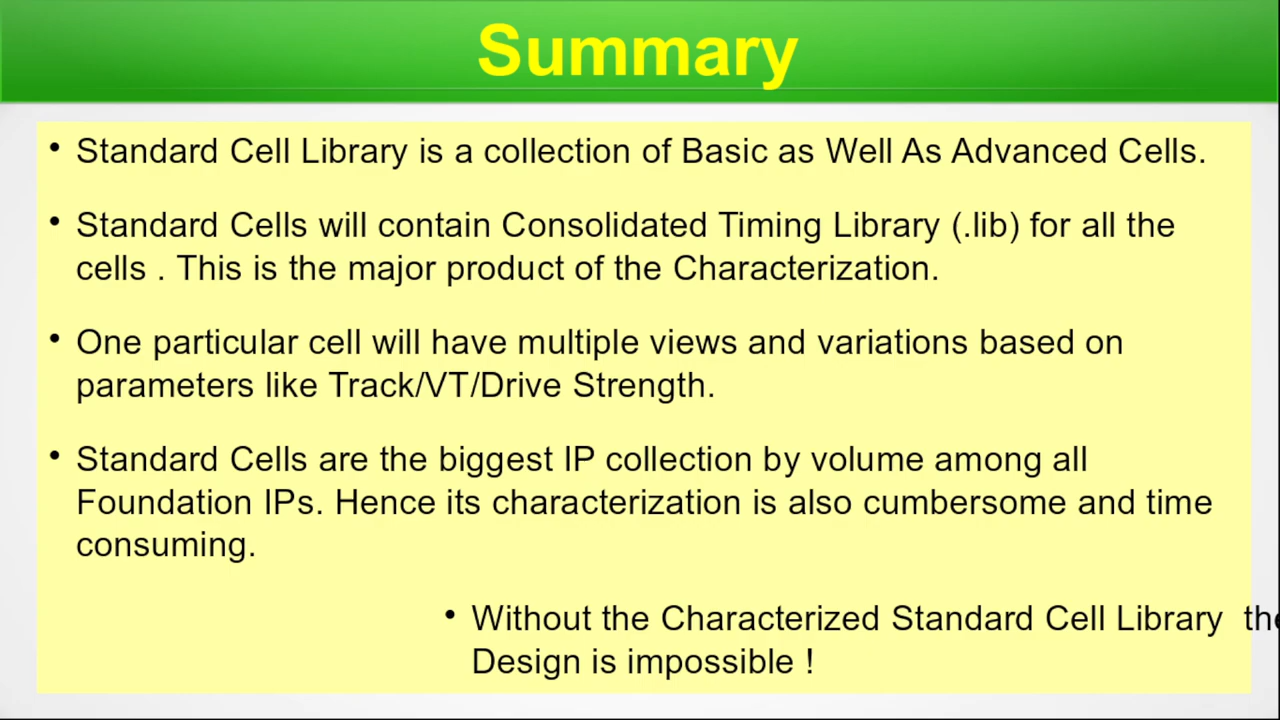 Summary
• Standard Cell Library is a collection of Basic as Well As Advanced Cells.
• Standard Cells will contain Consolidated Timing Library (.lib) for all the
cells . This is the major product of the Characterization.
• One particular cell will have multiple views and variations based on
parameters like Track/VT/Drive Strength.
• Standard Cells are the biggest IP collection by volume among all
Foundation IPs. Hence its characterization is also cumbersome and time
consuming.
• Without the Characterized Standard Cell Library
Design is impossible !